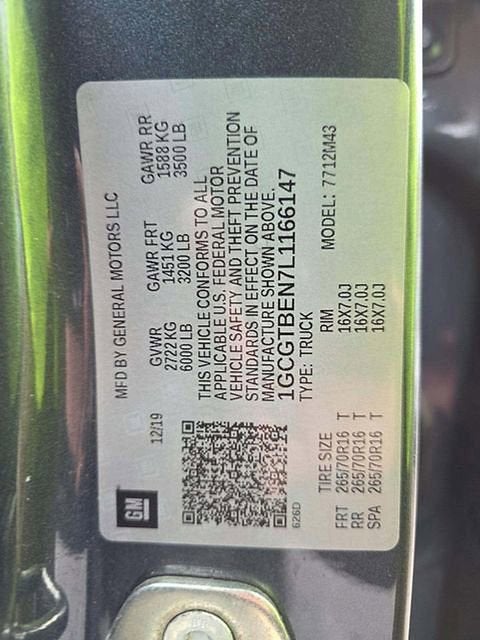 GM
MFD BY GENERAL MOTORS LLC
12/19
GVWR GAWR FRT GAWR RR
2722 KG 1451 KG 1588 KG
6000 LB 3200 LB 3500 LB
THIS VEHICLE CONFORMS TO ALL
APPLICABLE U.S. FEDERAL MOTOR
VEHICLE SAFETY AND THEFT PREVENTION
STANDARDS IN EFFECT ON THE DATE OF
MANUFACTURE SHOWN ABOVE.
1GCGTBEN7L1166147
TYPE: TRUCK
626D
MODEL: 7712M43
TIRE SIZE RIM
FRT 265/70R16 T 16X7.0J
RR 265/70R16 T 16X7.0J
SPA 265/70R16 T 16X7.0J